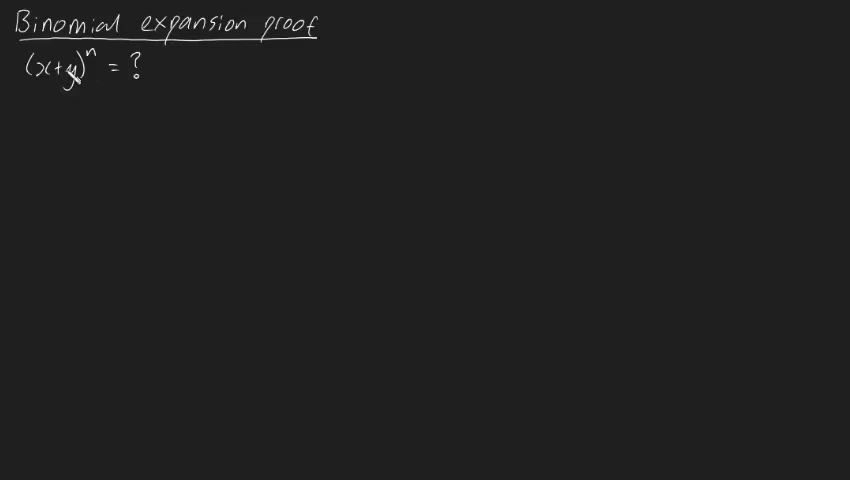 Binomial expansion proof
(x+y)^n = ?